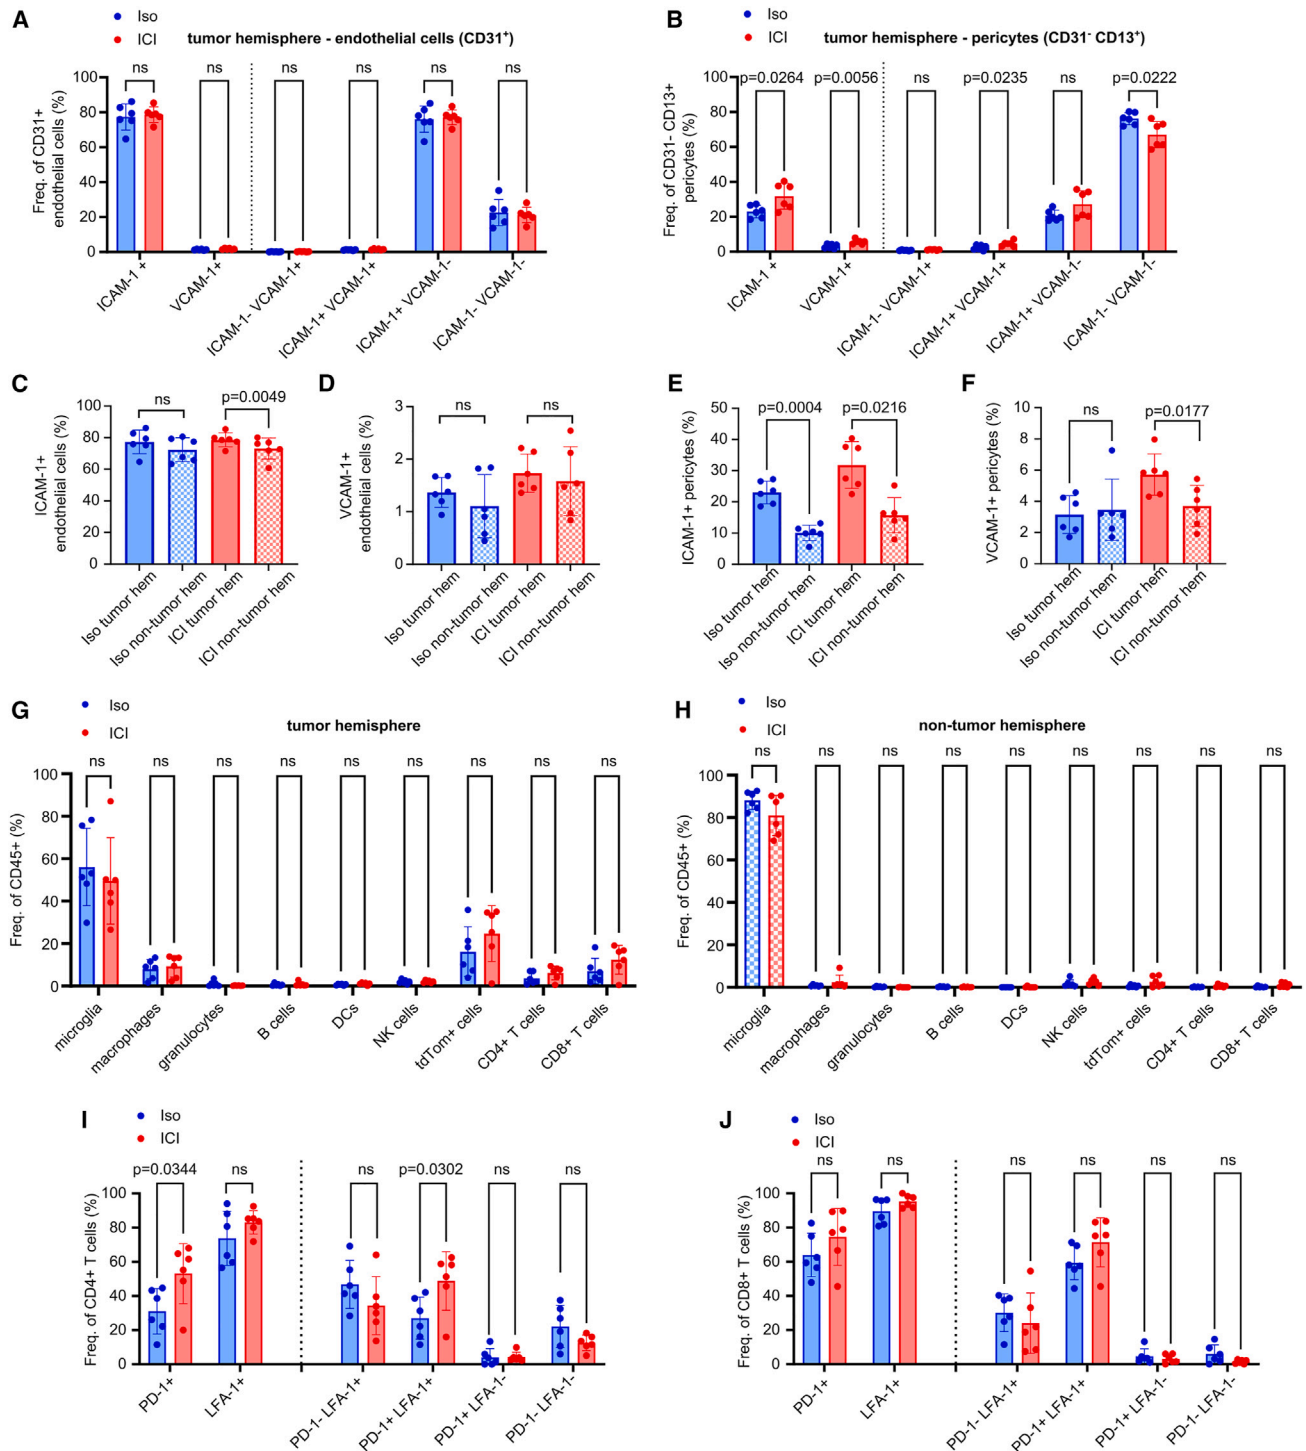 A
Iso
ICI
tumor hemisphere - endothelial cells (CD31⁺)
ns ns ns ns ns ns
Freq. of CD31+
endothelial cells (%)
100
80
60
40
20
0
ICAM-1 +
VCAM-1+
ICAM-1- VCAM-1+
ICAM-1+ VCAM-1+
ICAM-1+ VCAM-1-
ICAM-1- VCAM-1-
B
Iso
ICI
tumor hemisphere - pericytes (CD31⁻ CD13⁺)
p=0.0264 p=0.0056 ns p=0.0235 ns p=0.0222
Freq. of CD31- CD13+
pericytes (%)
100
80
60
40
20
0
ICAM-1 +
VCAM-1+
ICAM-1- VCAM-1+
ICAM-1+ VCAM-1+
ICAM-1+ VCAM-1-
ICAM-1- VCAM-1-
C
ns p=0.0049
ICAM-1+
endothelial cells (%)
100
80
60
40
20
0
Iso tumor hem
Iso non-tumor hem
ICI tumor hem
ICI non-tumor hem
D
ns ns
VCAM-1+
endothelial cells (%)
3
2
1
0
Iso tumor hem
Iso non-tumor hem
ICI tumor hem
ICI non-tumor hem
E
p=0.0004 p=0.0216
ICAM-1+ pericytes (%)
50
40
30
20
10
0
Iso tumor hem
Iso non-tumor hem
ICI tumor hem
ICI non-tumor hem
F
ns p=0.0177
VCAM-1+ pericytes (%)
10
8
6
4
2
0
Iso tumor hem
Iso non-tumor hem
ICI tumor hem
ICI non-tumor hem
G
Iso
ICI
tumor hemisphere
ns ns ns ns ns ns ns ns ns
Freq. of CD45+ (%)
100
80
60
40
20
0
microglia
macrophages
granulocytes
B cells
DCs
NK cells
tdTom+ cells
CD4+ T cells
CD8+ T cells
H
Iso
ICI
non-tumor hemisphere
ns ns ns ns ns ns ns ns ns
Freq. of CD45+ (%)
100
80
60
40
20
0
microglia
macrophages
granulocytes
B cells
DCs
NK cells
tdTom+ cells
CD4+ T cells
CD8+ T cells
I
Iso
ICI
p=0.0344 ns ns p=0.0302 ns ns
Freq. of CD4+ T cells (%)
100
80
60
40
20
0
PD-1+
LFA-1+
PD-1- LFA-1+
PD-1+ LFA-1+
PD-1+ LFA-1-
PD-1- LFA-1-
J
Iso
ICI
ns ns ns ns ns ns
Freq. of CD8+ T cells (%)
100
80
60
40
20
0
PD-1+
LFA-1+
PD-1- LFA-1+
PD-1+ LFA-1+
PD-1+ LFA-1-
PD-1- LFA-1-